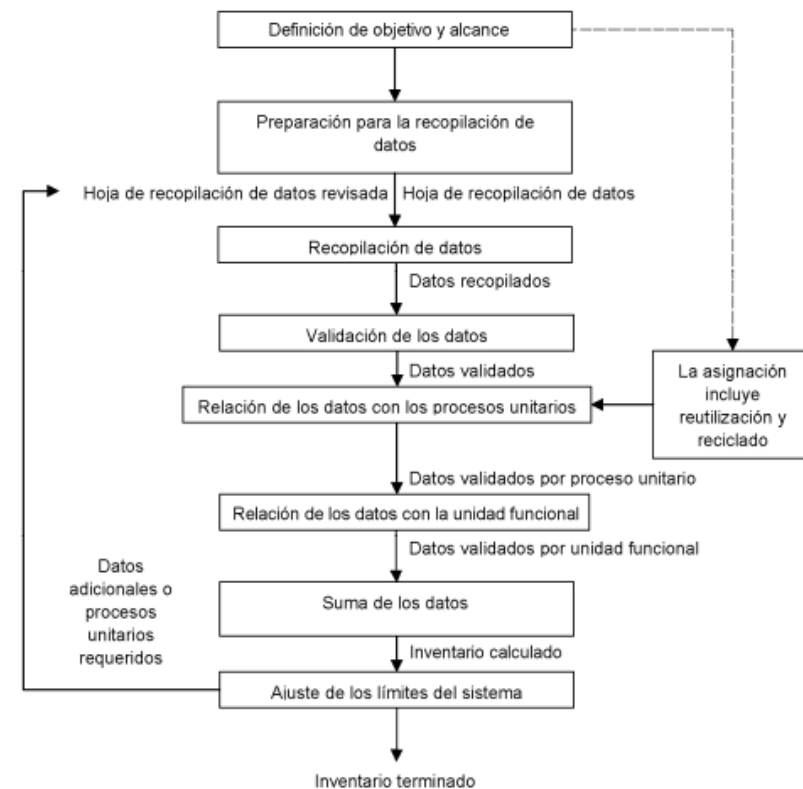 Definición de objetivo y alcance
Preparación para la recopilación de
datos
Hoja de recopilación de datos revisada
Hoja de recopilación de datos
Recopilación de datos
Datos recopilados
Validación de los datos
Datos validados
La asignación
incluye
reutilización y
reciclado
Relación de los datos con los procesos unitarios
Datos validados por proceso unitario
Relación de los datos con la unidad funcional
Datos validados por unidad funcional
Datos
adicionales o
procesos
unitarios
requeridos
Suma de los datos
Inventario calculado
Ajuste de los límites del sistema
Inventario terminado